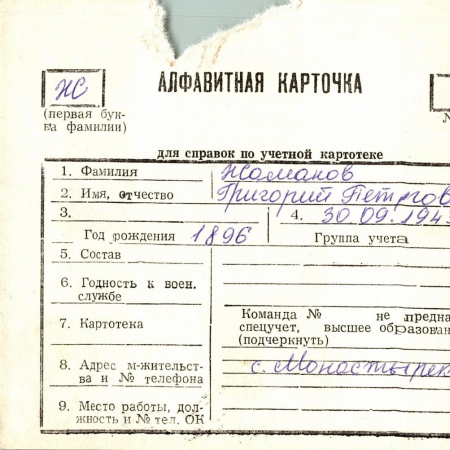 АЛФАВИТНАЯ КАРТОЧКА
Ж
(первая бук-
ва фамилии)
для справок по учетной картотеке
1. Фамилия Жаманов
2. Имя, отчество Григорий Петров
3. 4. 30 09. 194
Год рождения 1896 Группа учета
5. Состав
6. Годность к воен.
службе
7. Картотека
Команда № не предна
спецучет, высшее образован
(подчеркнуть)
8. Адрес м-жительст-
ва и № телефона
с. Монастырек
9. Место работы, дол-
жность и № тел. ОК